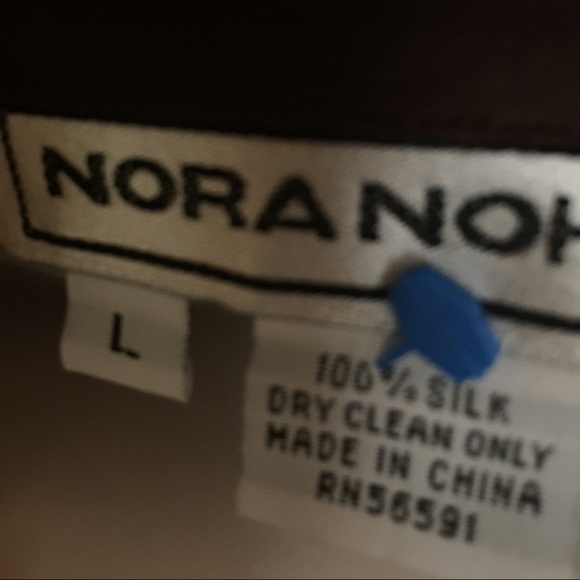 NORA NOH
L
100% SILK
DRY CLEAN ONLY
MADE IN CHINA
RN56591